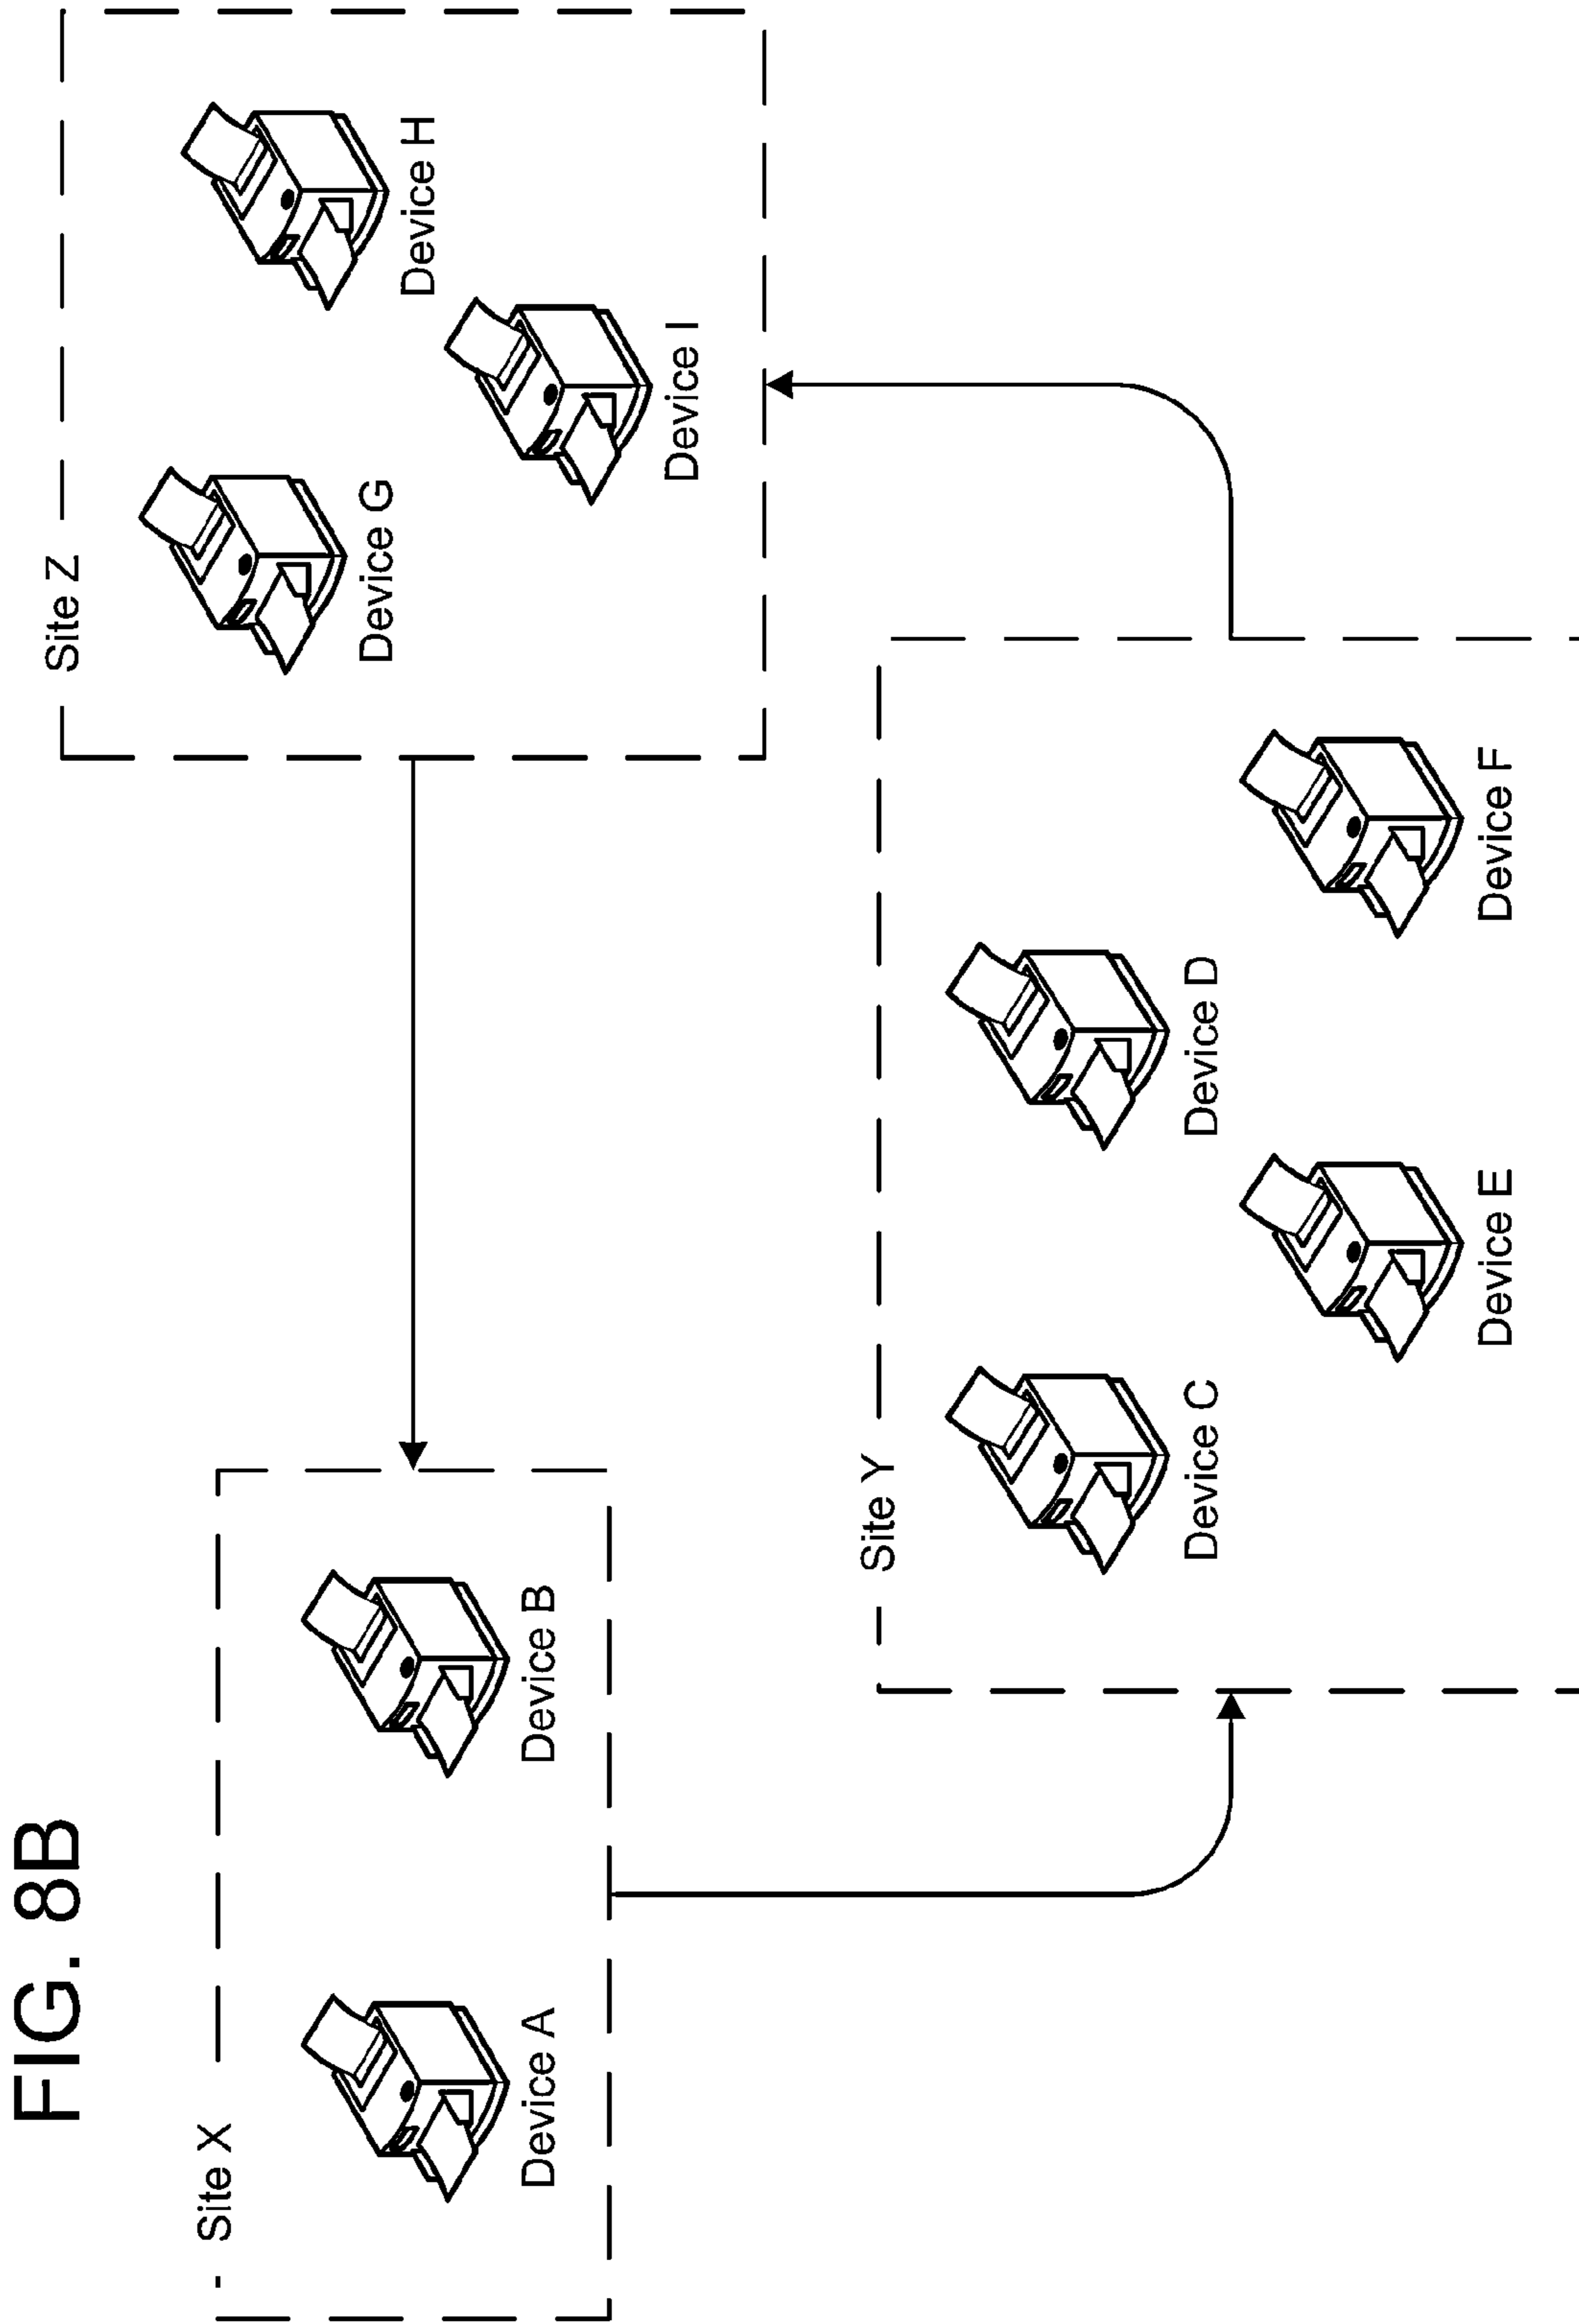 FIG. 8B
Site X
Device A
Device B
Site Y
Device C
Device D
Device E
Device F
Site Z
Device G
Device H
Device I